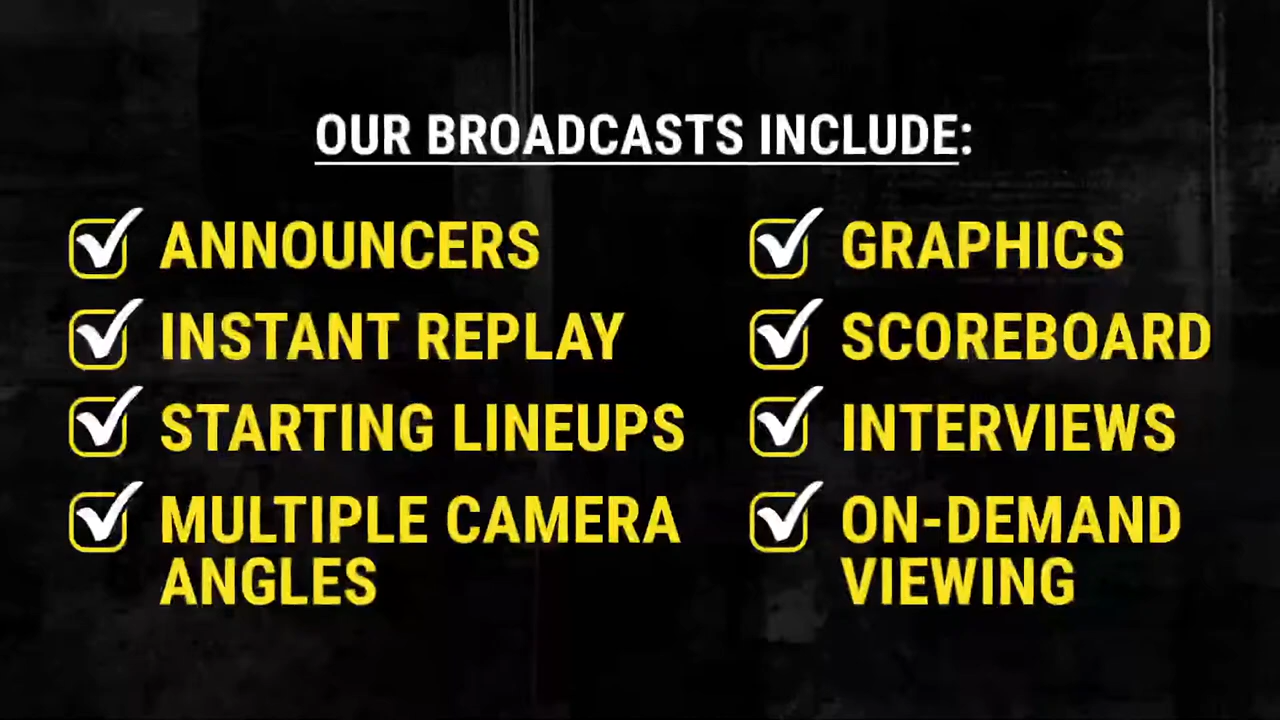 OUR BROADCASTS INCLUDE:
ANNOUNCERS
INSTANT REPLAY
STARTING LINEUPS
MULTIPLE CAMERA
ANGLES
GRAPHICS
SCOREBOARD
INTERVIEWS
ON-DEMAND
VIEWING